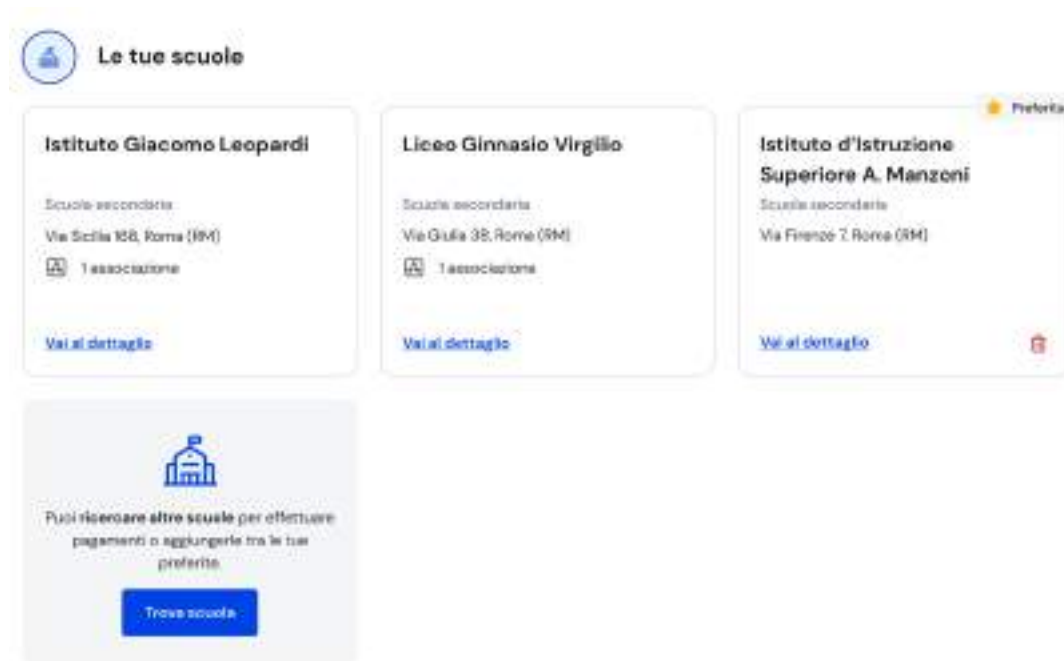 Le tue scuole
Preferita
Istituto Giacomo Leopardi
Scuola secondaria
Via Sicilia 168, Roma (RM)
1 associazione
Vai al dettaglio
Liceo Ginnasio Virgilio
Scuola secondaria
Via Giulia 38, Roma (RM)
1 associazione
Vai al dettaglio
Istituto d'Istruzione
Superiore A. Manzoni
Scuola secondaria
Via Firenze 7, Roma (RM)
Vai al dettaglio
Puoi ricercare altre scuole per effettuare
pagamenti o aggiungerle tra le tue
preferite.
Trova scuola